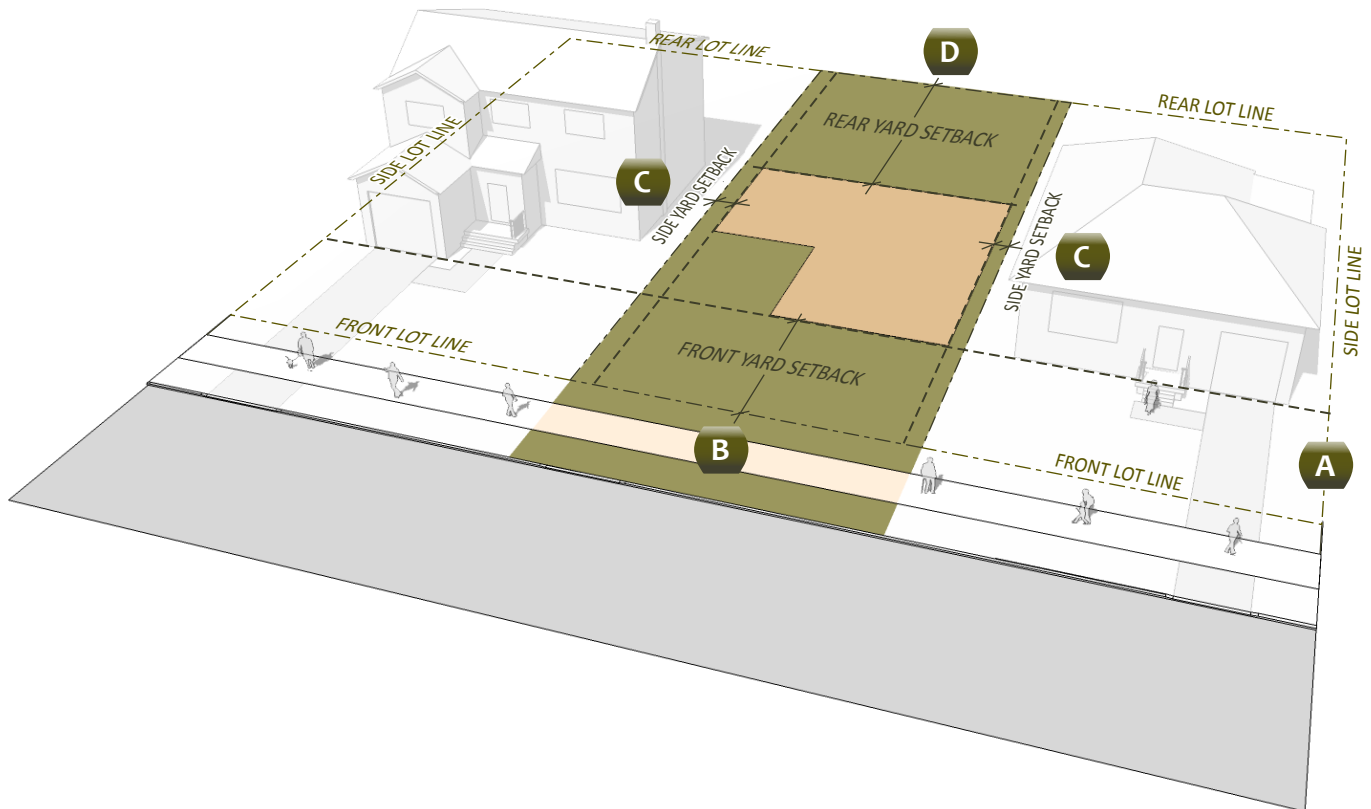 D
REAR LOT LINE
REAR LOT LINE
REAR YARD SETBACK
SIDE LOT LINE
C
SIDE YARD SETBACK
SIDE YARD SETBACK
C
SIDE LOT LINE
FRONT LOT LINE
FRONT YARD SETBACK
B
FRONT LOT LINE
A